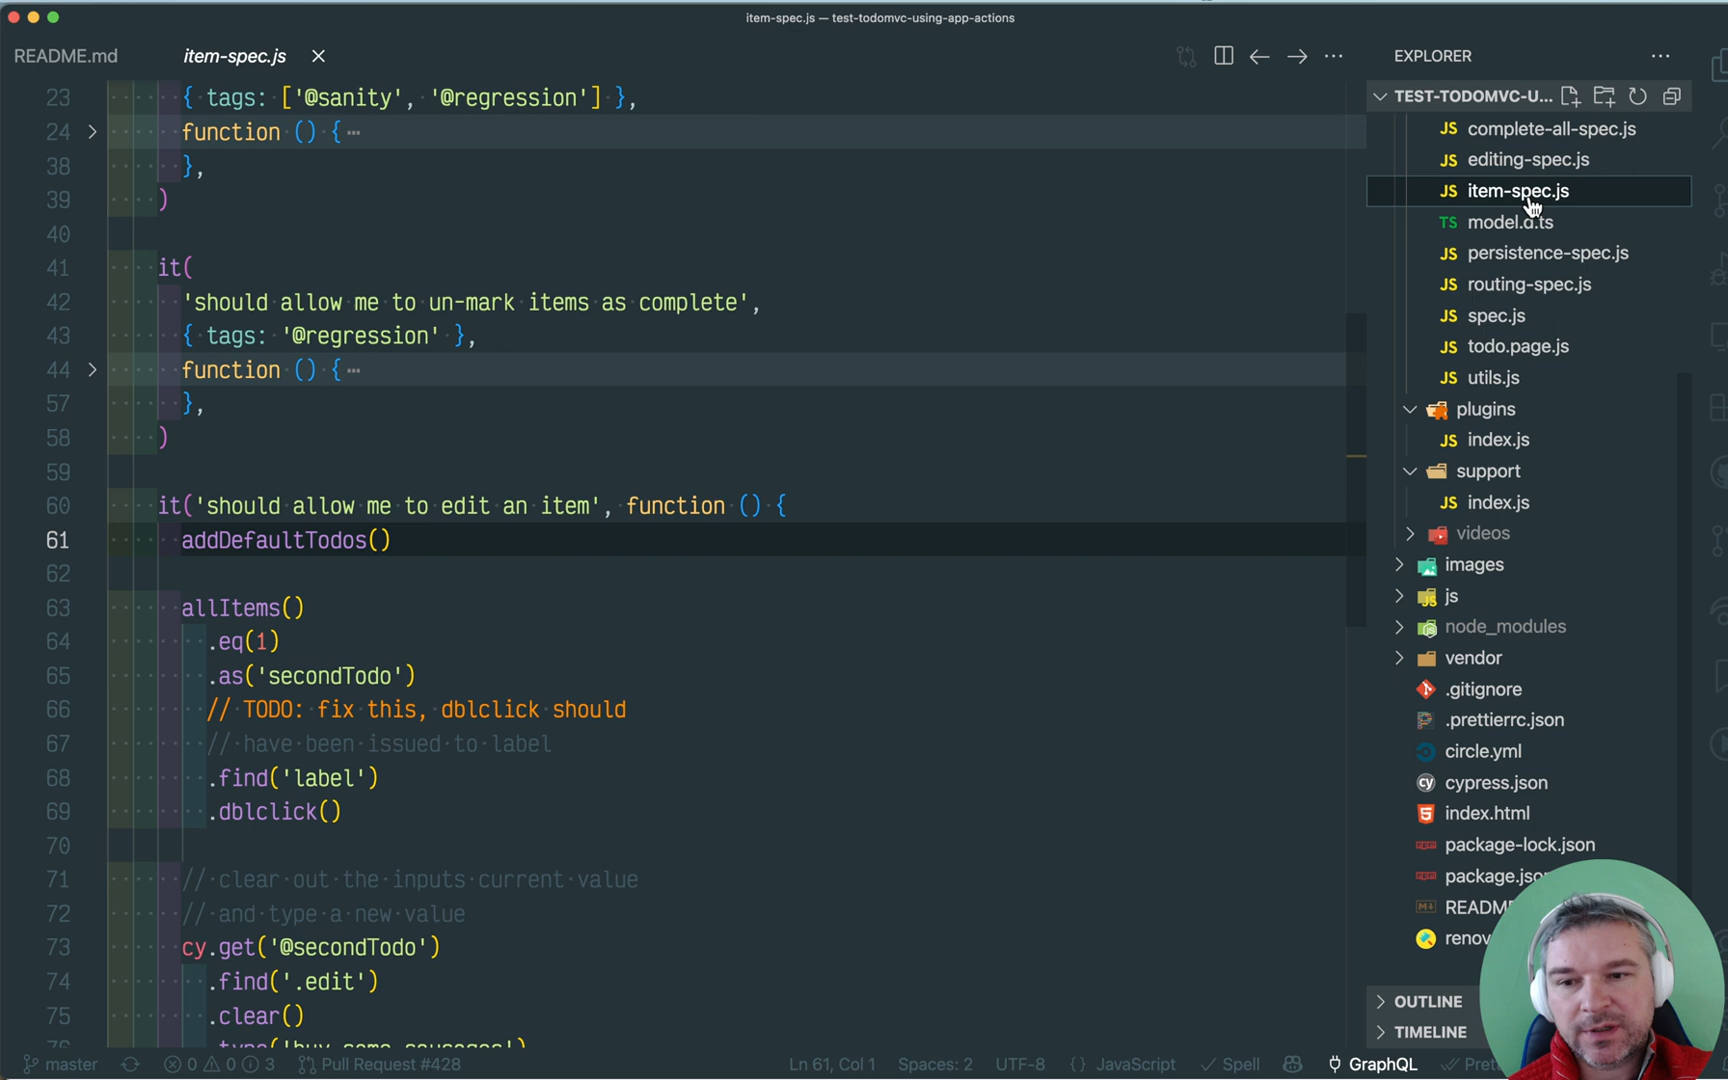 item-spec.js — test-todomvc-using-app-actions
README.md
item-spec.js
EXPLORER
23 { tags: ['@sanity', '@regression'] },
24 function () { ⋯
38 },
39 )
40
41 it(
42 'should allow me to un-mark items as complete',
43 { tags: '@regression' },
44 function () { ⋯
57 },
58 )
59
60 it('should allow me to edit an item', function () {
61 addDefaultTodos()
62
63 allItems()
64 .eq(1)
65 .as('secondTodo')
66 // TODO: fix this, dblclick should
67 // have been issued to label
68 .find('label')
69 .dblclick()
70
71 // clear out the inputs current value
72 // and type a new value
73 cy.get('@secondTodo')
74 .find('.edit')
75 .clear()
76 .type('buy some sausages')
TEST-TODOMVC-U...
JS complete-all-spec.js
JS editing-spec.js
JS item-spec.js
TS model.d.ts
JS persistence-spec.js
JS routing-spec.js
JS spec.js
JS todo.page.js
JS utils.js
plugins
JS index.js
support
JS index.js
videos
images
JS js
node_modules
vendor
.gitignore
.prettierrc.json
circle.yml
cy cypress.json
index.html
package-lock.json
package.json
README
renov
OUTLINE
TIMELINE
master 0 0 3 Pull Request #428 Ln 61, Col 1 Spaces: 2 UTF-8 {} JavaScript Spell GraphQL Prett